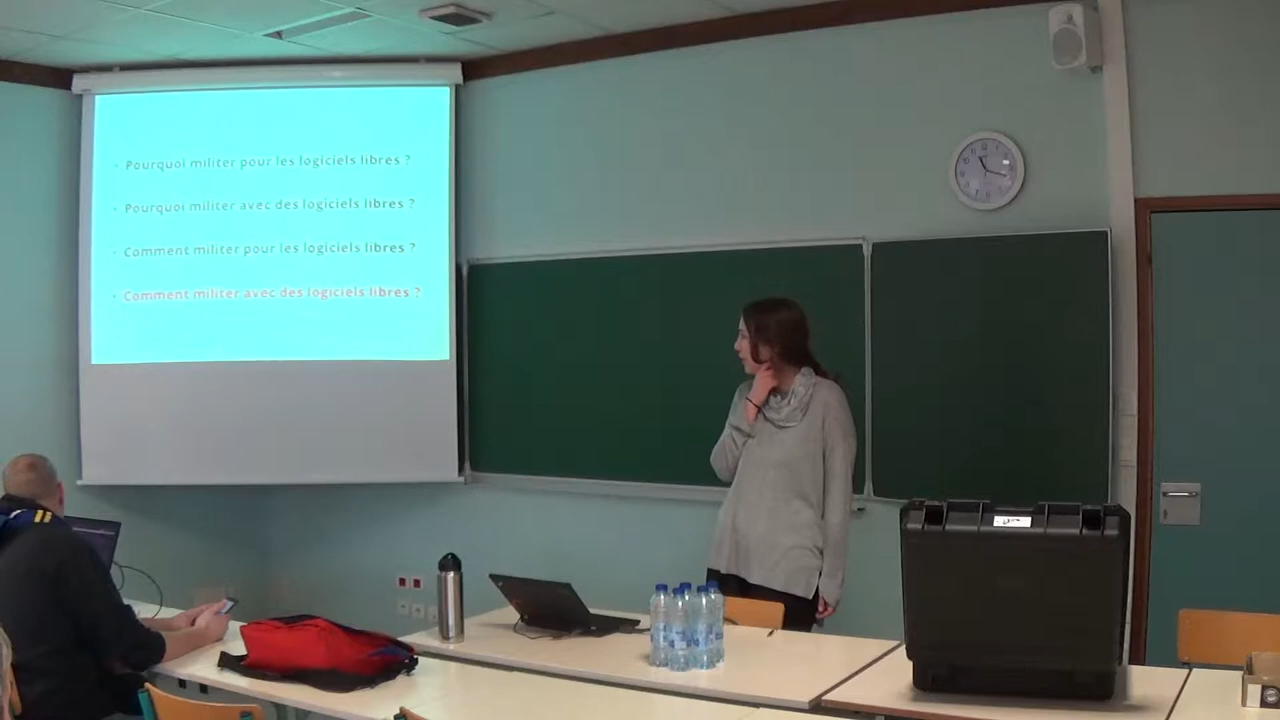 • Pourquoi militer pour les logiciels libres ?
• Pourquoi militer avec des logiciels libres ?
• Comment militer pour les logiciels libres ?
• Comment militer avec des logiciels libres ?